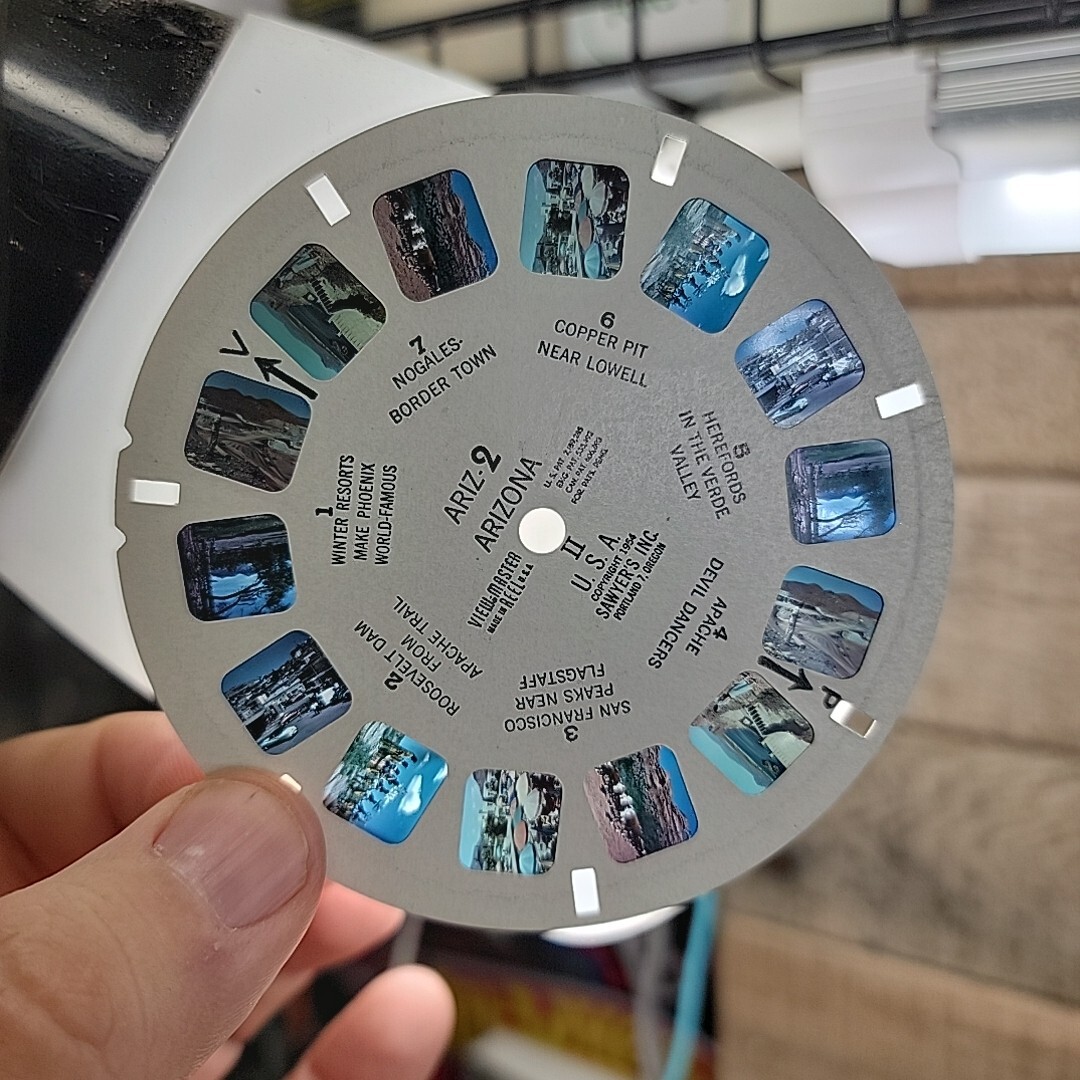 ARIZ-2
ARIZONA
II
U. S. A.
COPYRIGHT 1954
SAWYER'S INC.
PORTLAND 7, OREGON
VIEW-MASTER
REEL
MADE IN U.S.A.
1
WINTER RESORTS
MAKE PHOENIX
WORLD-FAMOUS
2
ROOSEVELT DAM
FROM
APACHE TRAIL
3
SAN FRANCISCO
PEAKS NEAR
FLAGSTAFF
4
APACHE
DEVIL DANCERS
5
HEREFORDS
IN THE VERDE
VALLEY
6
COPPER PIT
NEAR LOWELL
7
NOGALES-
BORDER TOWN
V
P